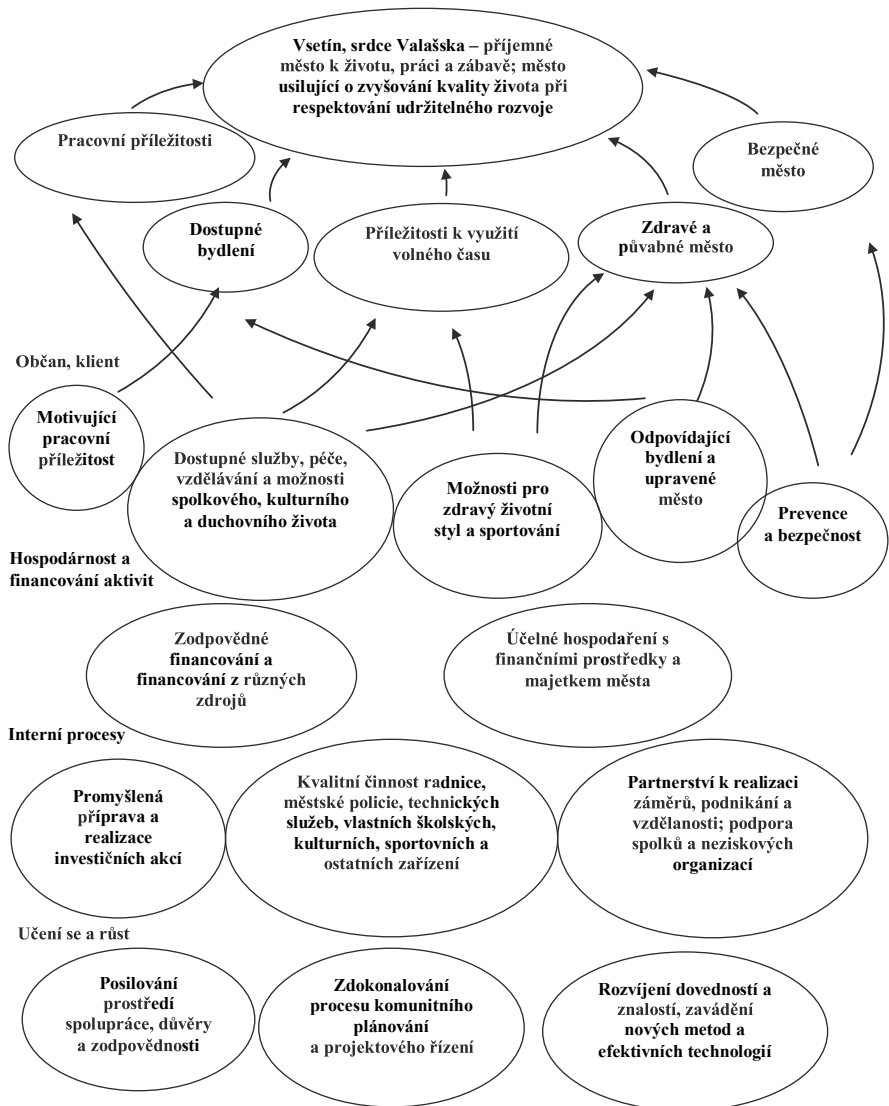 Vsetín, srdce Valašska – příjemné
město k životu, práci a zábavě; město
usilující o zvyšování kvality života při
respektování udržitelného rozvoje
Pracovní příležitosti
Bezpečné
město
Dostupné
bydlení
Příležitosti k využití
volného času
Zdravé a
půvabné město
Občan, klient
Motivující
pracovní
příležitost
Dostupné služby, péče,
vzdělávání a možnosti
spolkového, kulturního
a duchovního života
Možnosti pro
zdravý životní
styl a sportování
Odpovídající
bydlení a
upravené
město
Prevence
a bezpečnost
Hospodárnost a
financování aktivit
Zodpovědné
financování a
financování z různých
zdrojů
Účelné hospodaření s
finančními prostředky a
majetkem města
Interní procesy
Promyšlená
příprava a
realizace
investičních akcí
Kvalitní činnost radnice,
městské policie, technických
služeb, vlastních školských,
kulturních, sportovních a
ostatních zařízení
Partnerství k realizaci
záměrů, podnikání a
vzdělanosti; podpora
spolků a neziskových
organizací
Učení se a růst
Posilování
prostředí
spolupráce, důvěry
a zodpovědnosti
Zdokonalování
procesu komunitního
plánování
a projektového řízení
Rozvíjení dovedností a
znalostí, zavádění
nových metod a
efektivních technologií